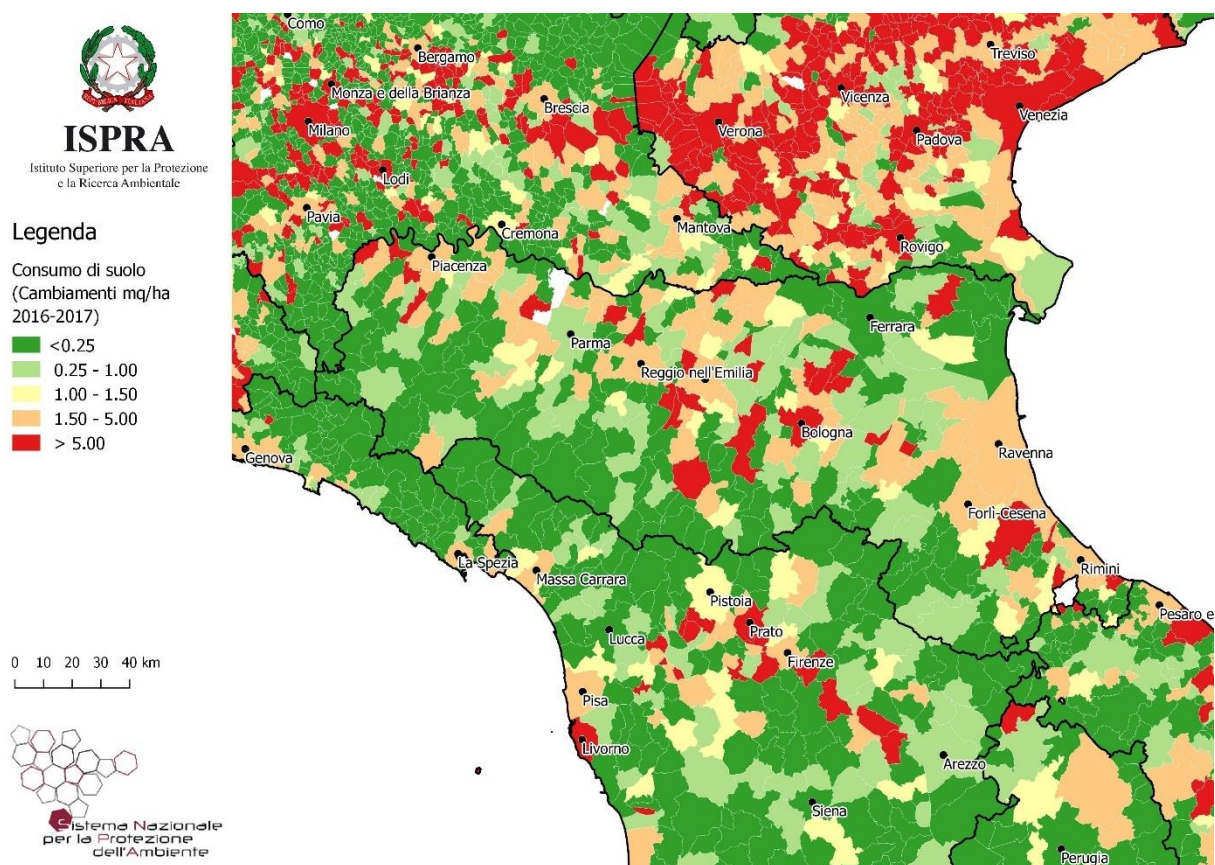 REPVBBLICA ITALIANA
ISPRA
Istituto Superiore per la Protezione
e la Ricerca Ambientale
Legenda
Consumo di suolo
(Cambiamenti mq/ha
2016-2017)
<0.25
0.25 - 1.00
1.00 - 1.50
1.50 - 5.00
> 5.00
0 10 20 30 40 km
Sistema Nazionale
per la Protezione
dell'Ambiente
Como
Bergamo
Monza e della Brianza
Milano
Brescia
Lodi
Pavia
Cremona
Mantova
Verona
Vicenza
Treviso
Padova
Venezia
Rovigo
Piacenza
Parma
Reggio nell'Emilia
Ferrara
Bologna
Ravenna
Genova
Forlì-Cesena
Rimini
La Spezia
Massa Carrara
Pistoia
Prato
Lucca
Firenze
Pesaro e
Pisa
Livorno
Arezzo
Siena
Perugia